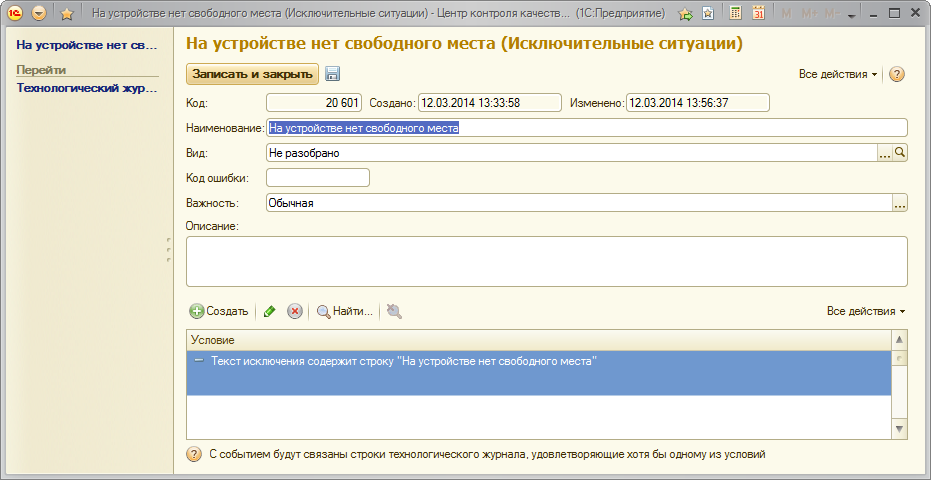 На устройстве нет свободного места (Исключительные ситуации) - Центр контроля качеств... (1С:Предприятие)
M M+ M-
На устройстве нет св...
Перейти
Технологический жур...
На устройстве нет свободного места (Исключительные ситуации)
Записать и закрыть
Все действия
Код: 20 601 Создано: 12.03.2014 13:33:58 Изменено: 12.03.2014 13:56:37
Наименование: На устройстве нет свободного места
Вид: Не разобрано ...
Код ошибки:
Важность: Обычная ...
Описание:
Создать Найти... Все действия
Условие
Текст исключения содержит строку "На устройстве нет свободного места"
? С событием будут связаны строки технологического журнала, удовлетворяющие хотя бы одному из условий